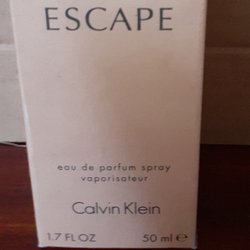 ESCAPE
eau de parfum spray
vaporisateur
Calvin Klein
1.7 FL OZ 50 ml e